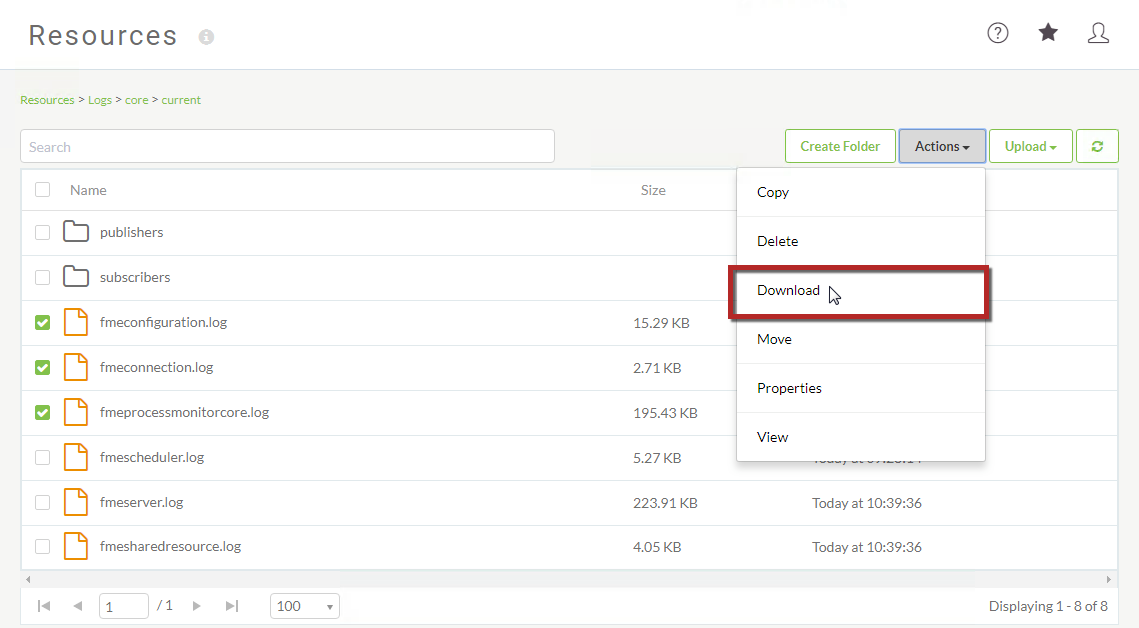 Resources
Resources > Logs > core > current
Search
Create Folder
Actions
Upload
Name Size
publishers
subscribers
fmeconfiguration.log 15.29 KB
fmeconnection.log 2.71 KB
fmeprocessmonitorcore.log 195.43 KB
fmescheduler.log 5.27 KB
fmeserver.log 223.91 KB Today at 10:39:36
fmesharedresource.log 4.05 KB Today at 10:39:36
Copy
Delete
Download
Move
Properties
View
1 / 1 100 Displaying 1 - 8 of 8